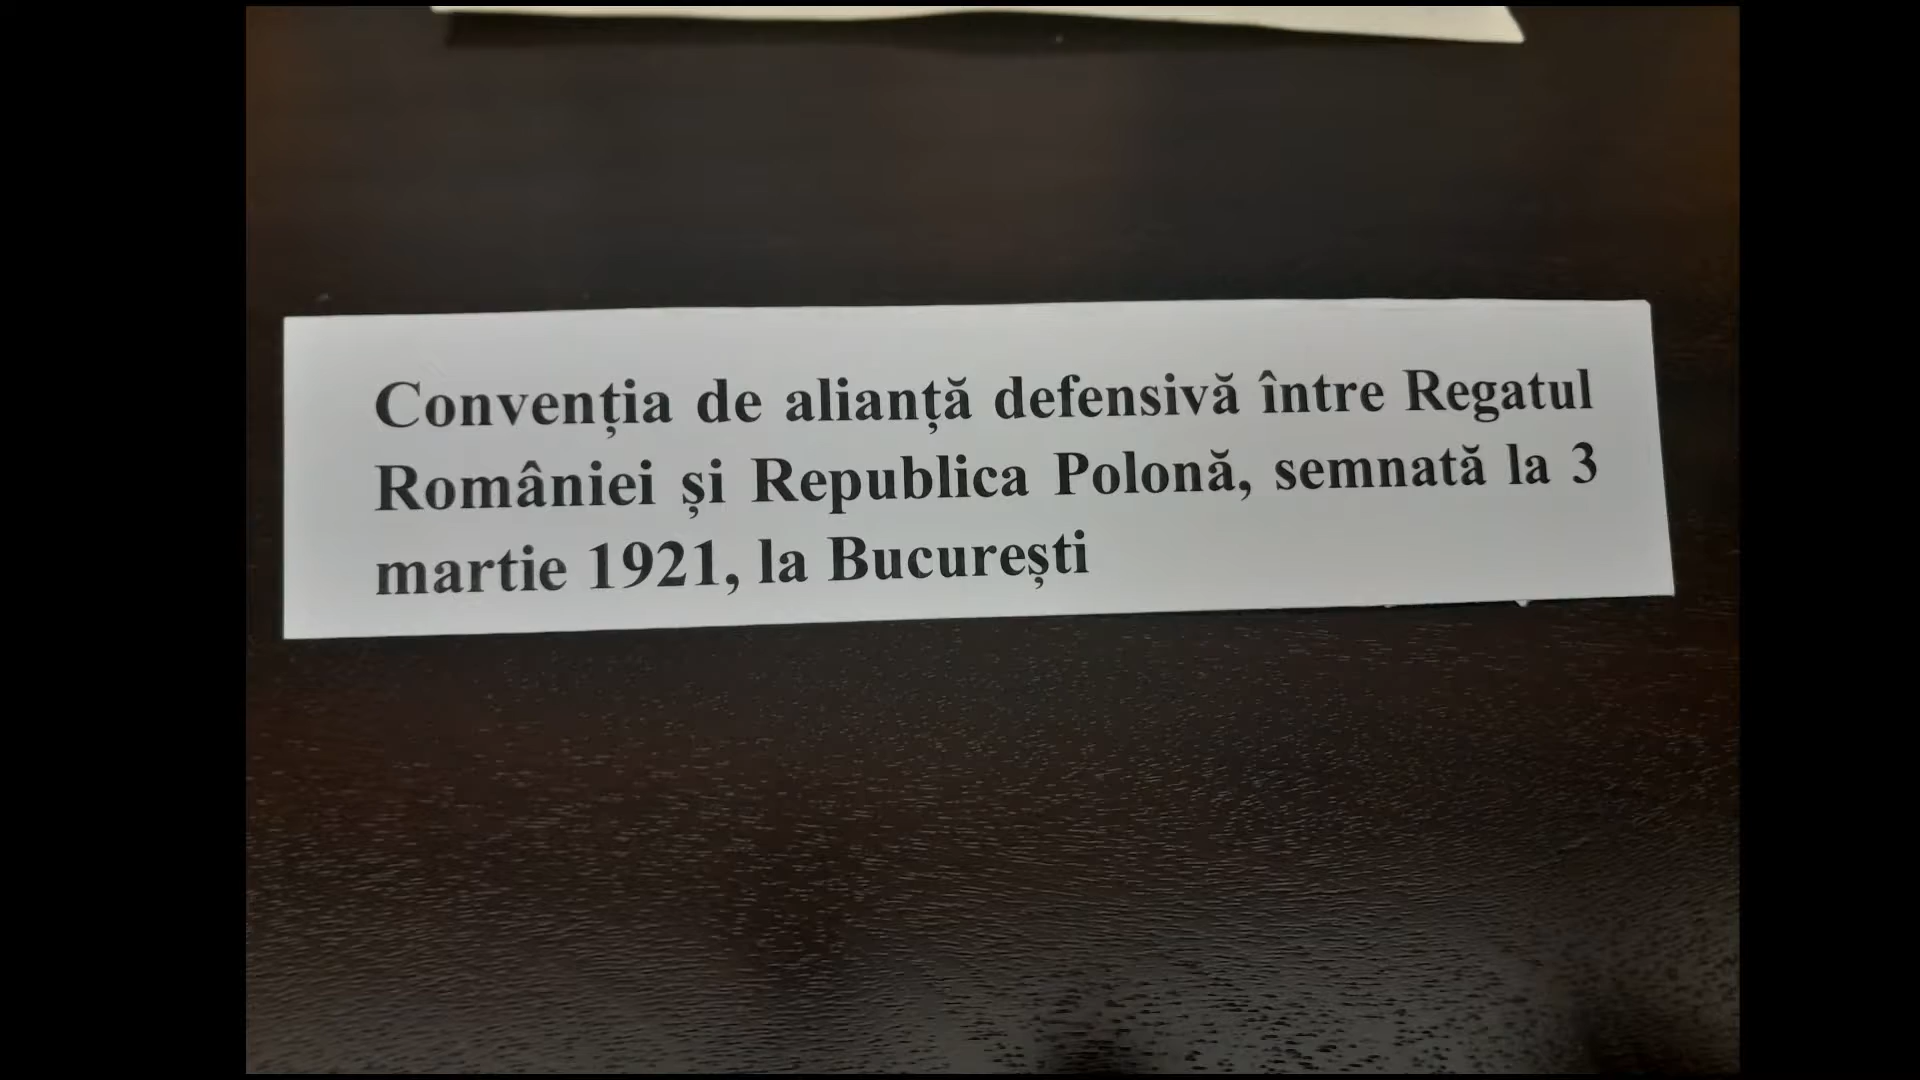 Convenția de alianță defensivă între Regatul
României și Republica Polonă, semnată la 3
martie 1921, la București